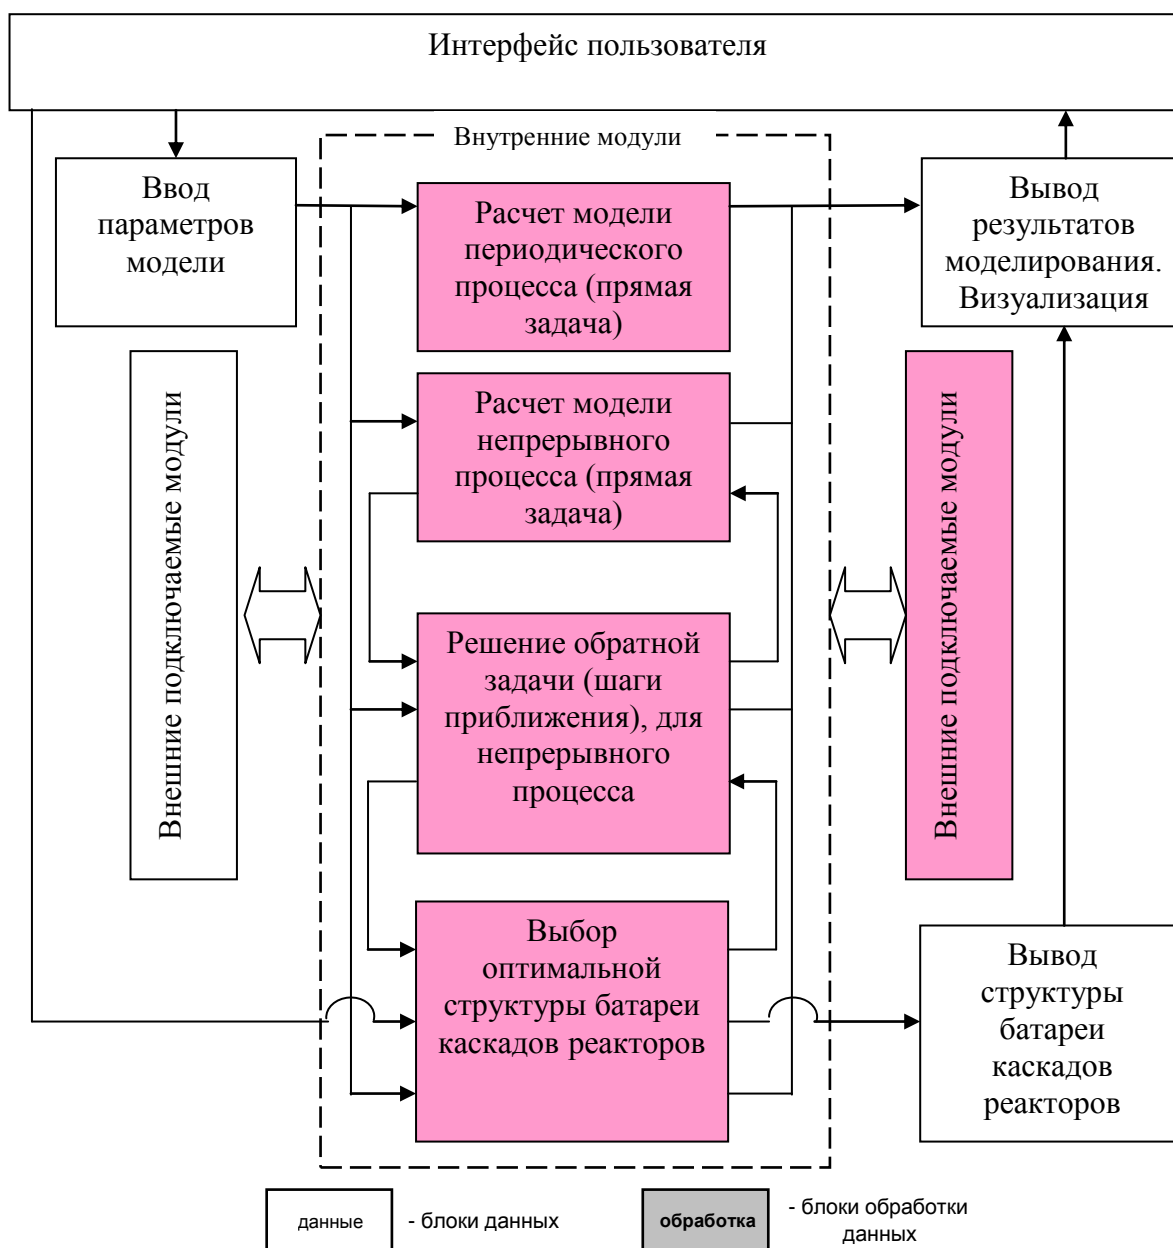 Интерфейс пользователя
Внутренние модули
Ввод
параметров
модели
Расчет модели
периодического
процесса (прямая
задача)
Вывод
результатов
моделирования.
Визуализация
Внешние подключаемые модули
Расчет модели
непрерывного
процесса (прямая
задача)
Решение обратной
задачи (шаги
приближения), для
непрерывного
процесса
Внешние подключаемые модули
Выбор
оптимальной
структуры батареи
каскадов реакторов
Вывод
структуры
батареи
каскадов
реакторов
данные
- блоки данных
обработка
- блоки обработки
данных